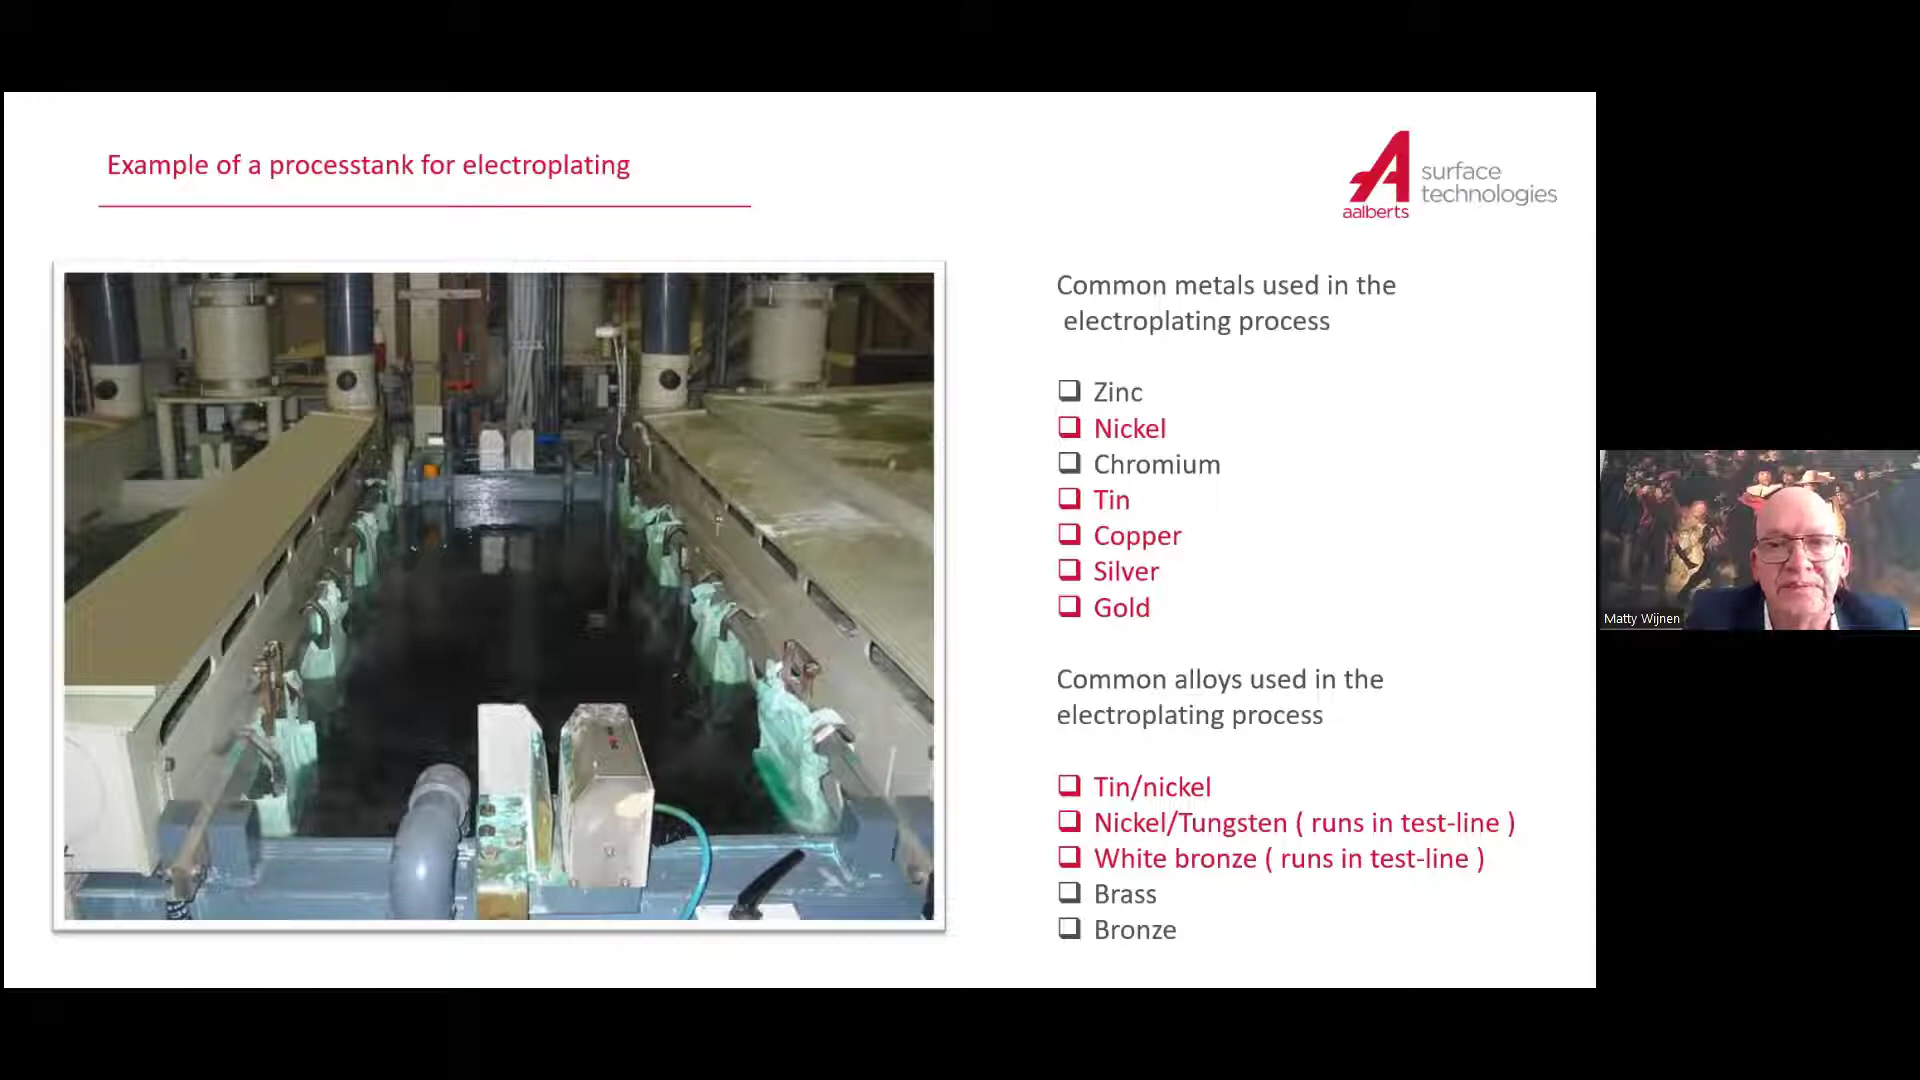 Example of a processtank for electroplating
surface
technologies
aalberts
Common metals used in the
electroplating process
Zinc
Nickel
Chromium
Tin
Copper
Silver
Gold
Common alloys used in the
electroplating process
Tin/nickel
Nickel/Tungsten ( runs in test-line )
White bronze ( runs in test-line )
Brass
Bronze
Matty Wijnen